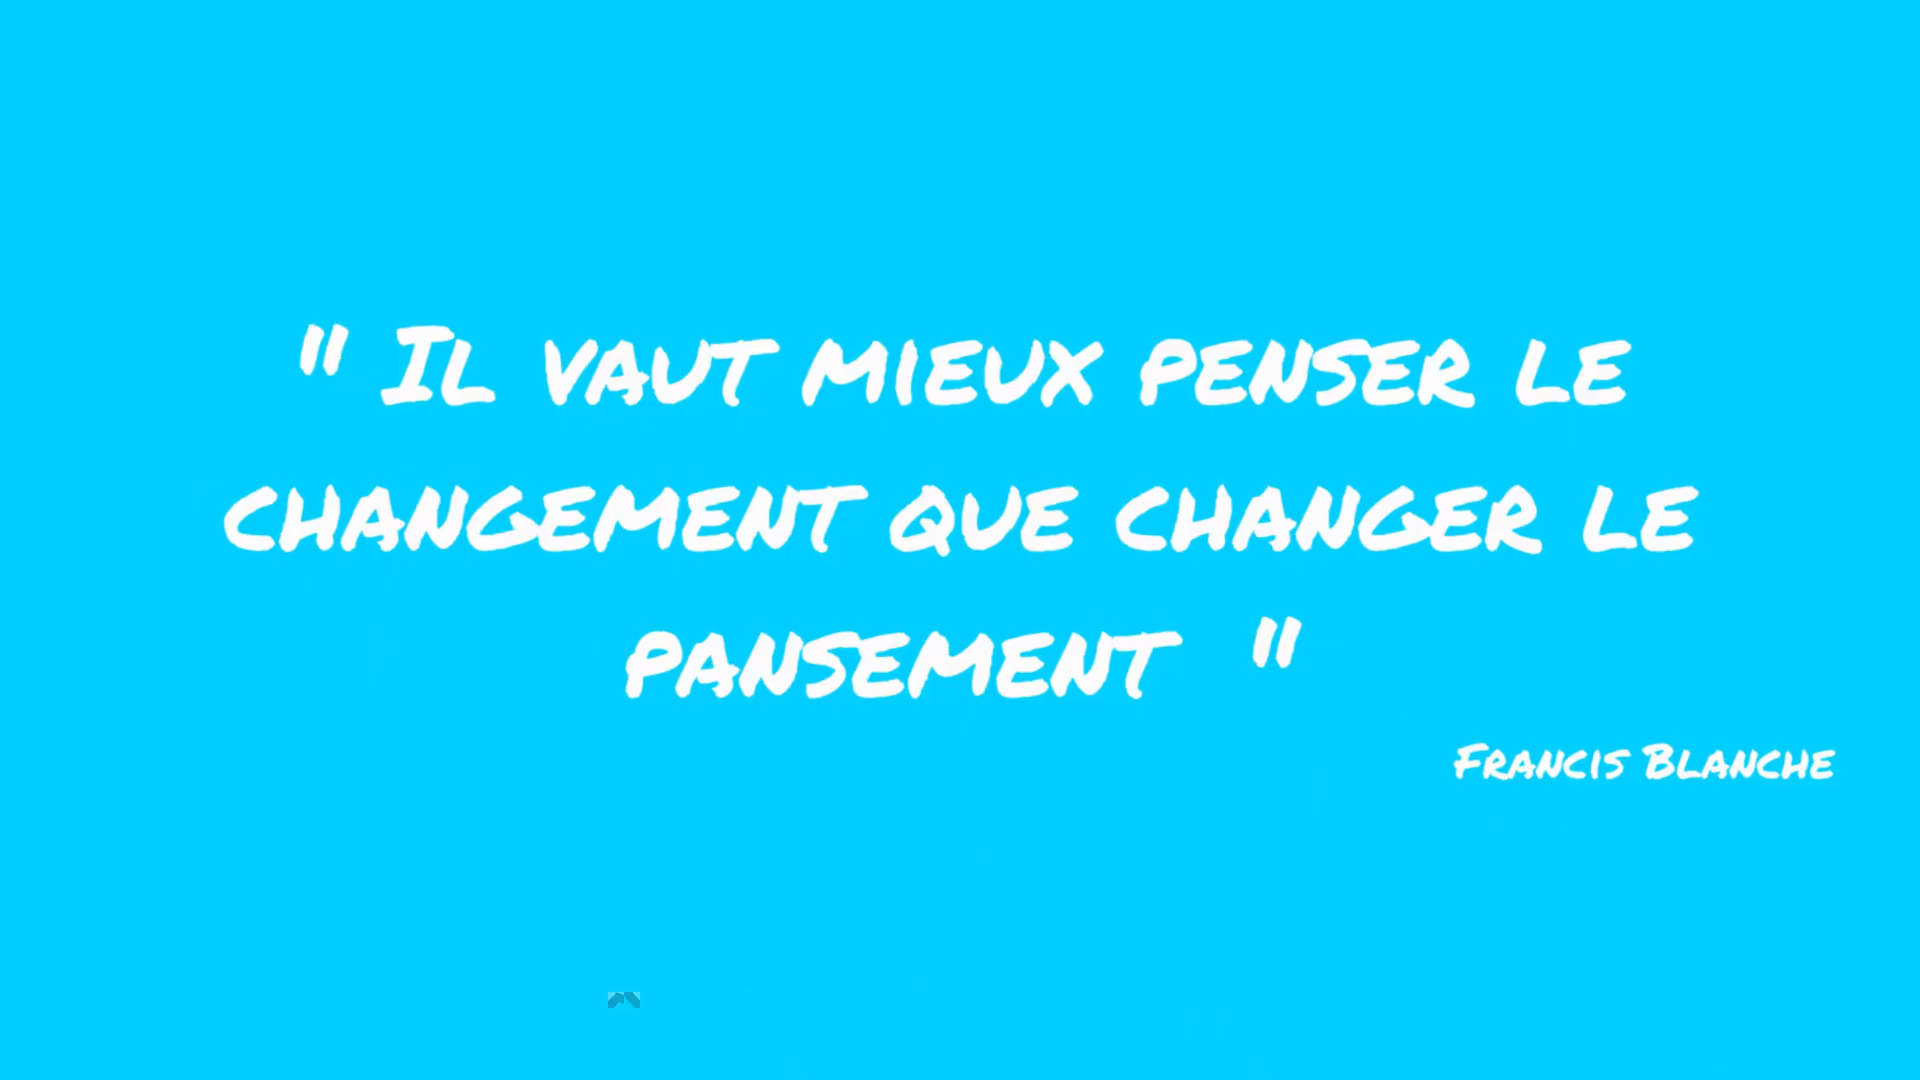 " Il vaut mieux penser le
changement que changer le
pansement "
Francis Blanche